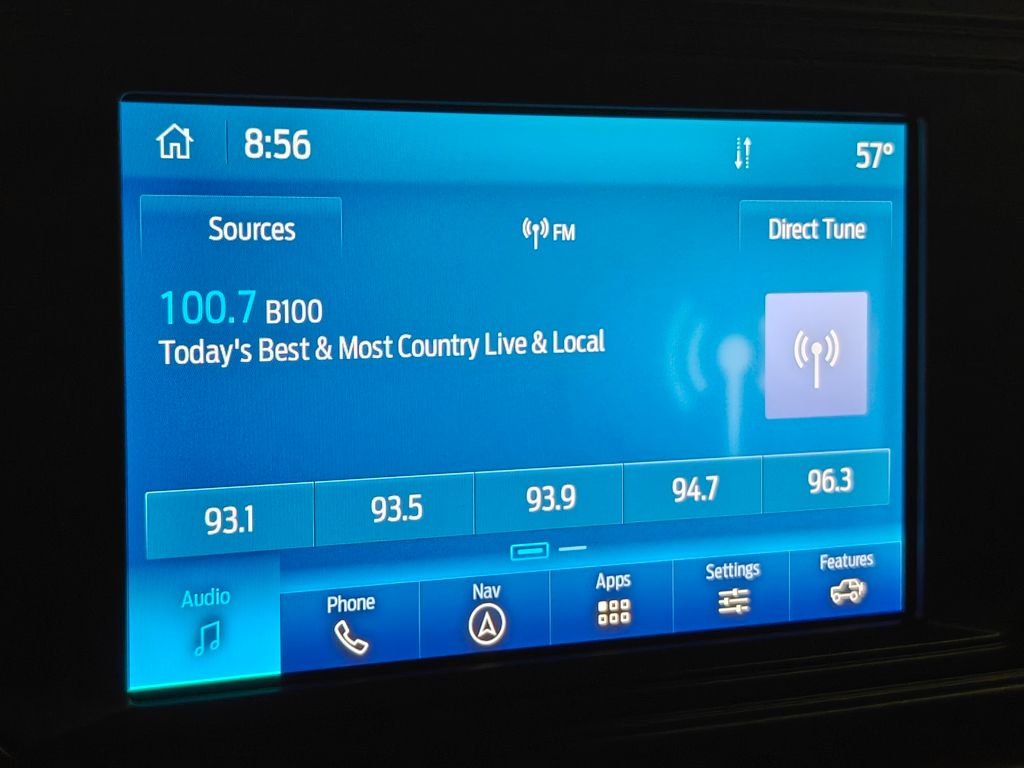 8:56
57°
Sources
FM
Direct Tune
100.7 B100
Today's Best & Most Country Live & Local
93.1
93.5
93.9
94.7
96.3
Audio
Phone
Nav
Apps
Settings
Features